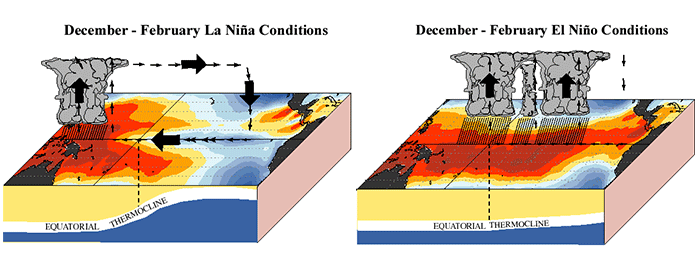 December - February La Niña Conditions
EQUATORIAL THERMOCLINE
December - February El Niño Conditions
EQUATORIAL THERMOCLINE